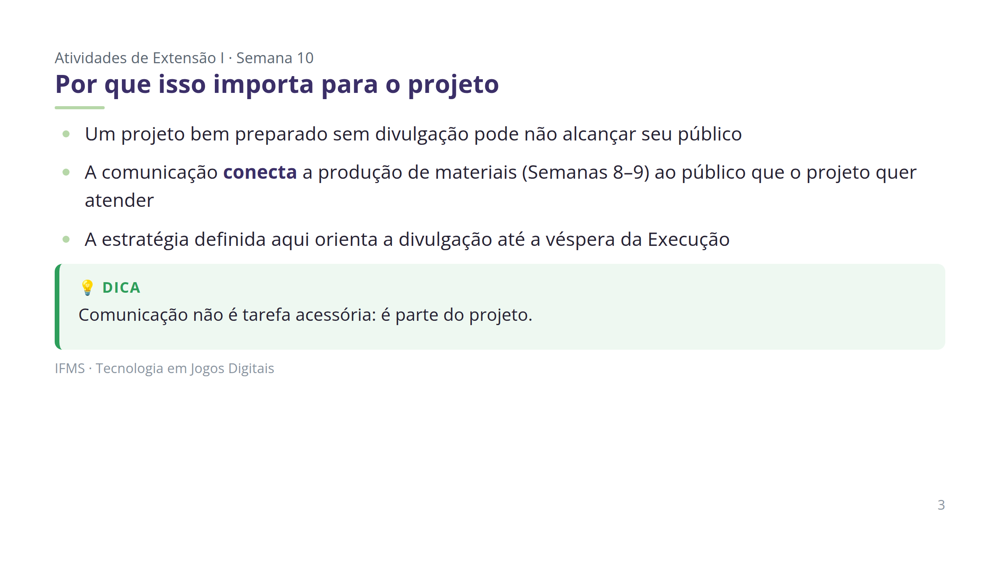 Atividades de Extensão I · Semana 10
Por que isso importa para o projeto
Um projeto bem preparado sem divulgação pode não alcançar seu público
A comunicação conecta a produção de materiais (Semanas 8–9) ao público que o projeto quer
atender
A estratégia definida aqui orienta a divulgação até a véspera da Execução
💡 DICA
Comunicação não é tarefa acessória: é parte do projeto.
IFMS · Tecnologia em Jogos Digitais
3